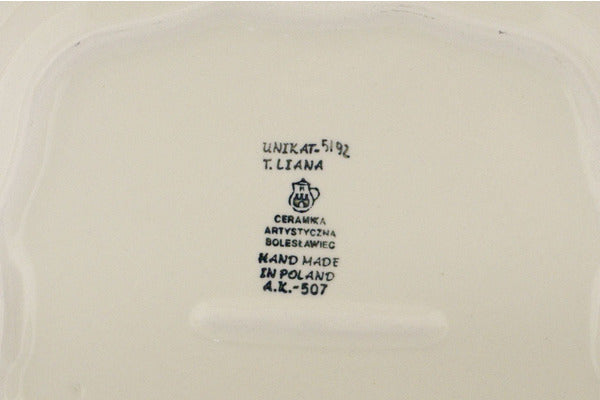 UNIKAT-5192
T. LIANA
CERAMIKA
ARTYSTYCZNA
BOLESŁAWIEC
HAND MADE
IN POLAND
A.K.-507